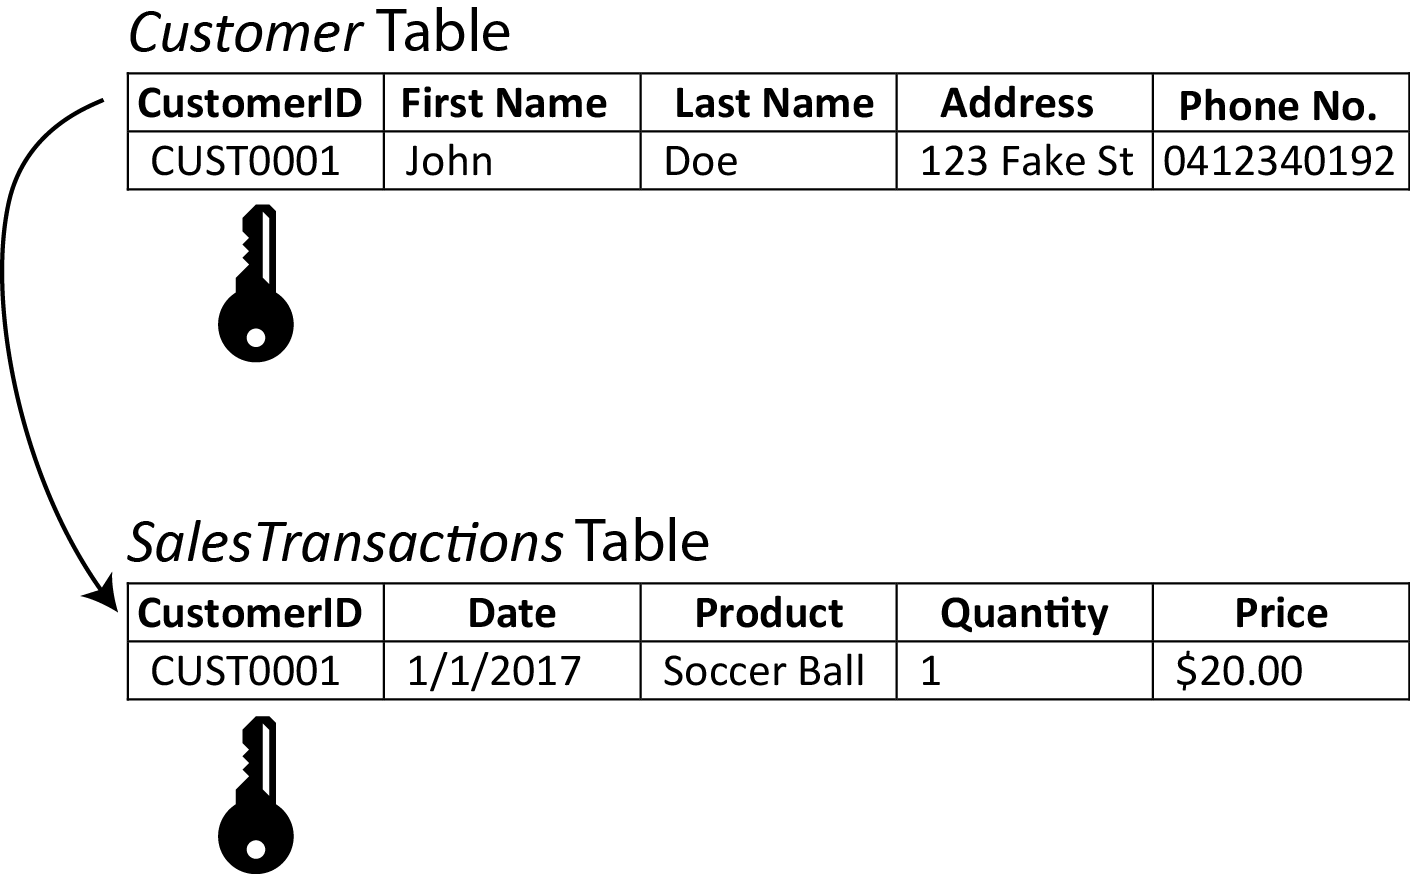 Customer Table
CustomerID First Name Last Name Address Phone No.
CUST0001 John Doe 123 Fake St 0412340192
SalesTransactions Table
CustomerID Date Product Quantity Price
CUST0001 1/1/2017 Soccer Ball 1 $20.00